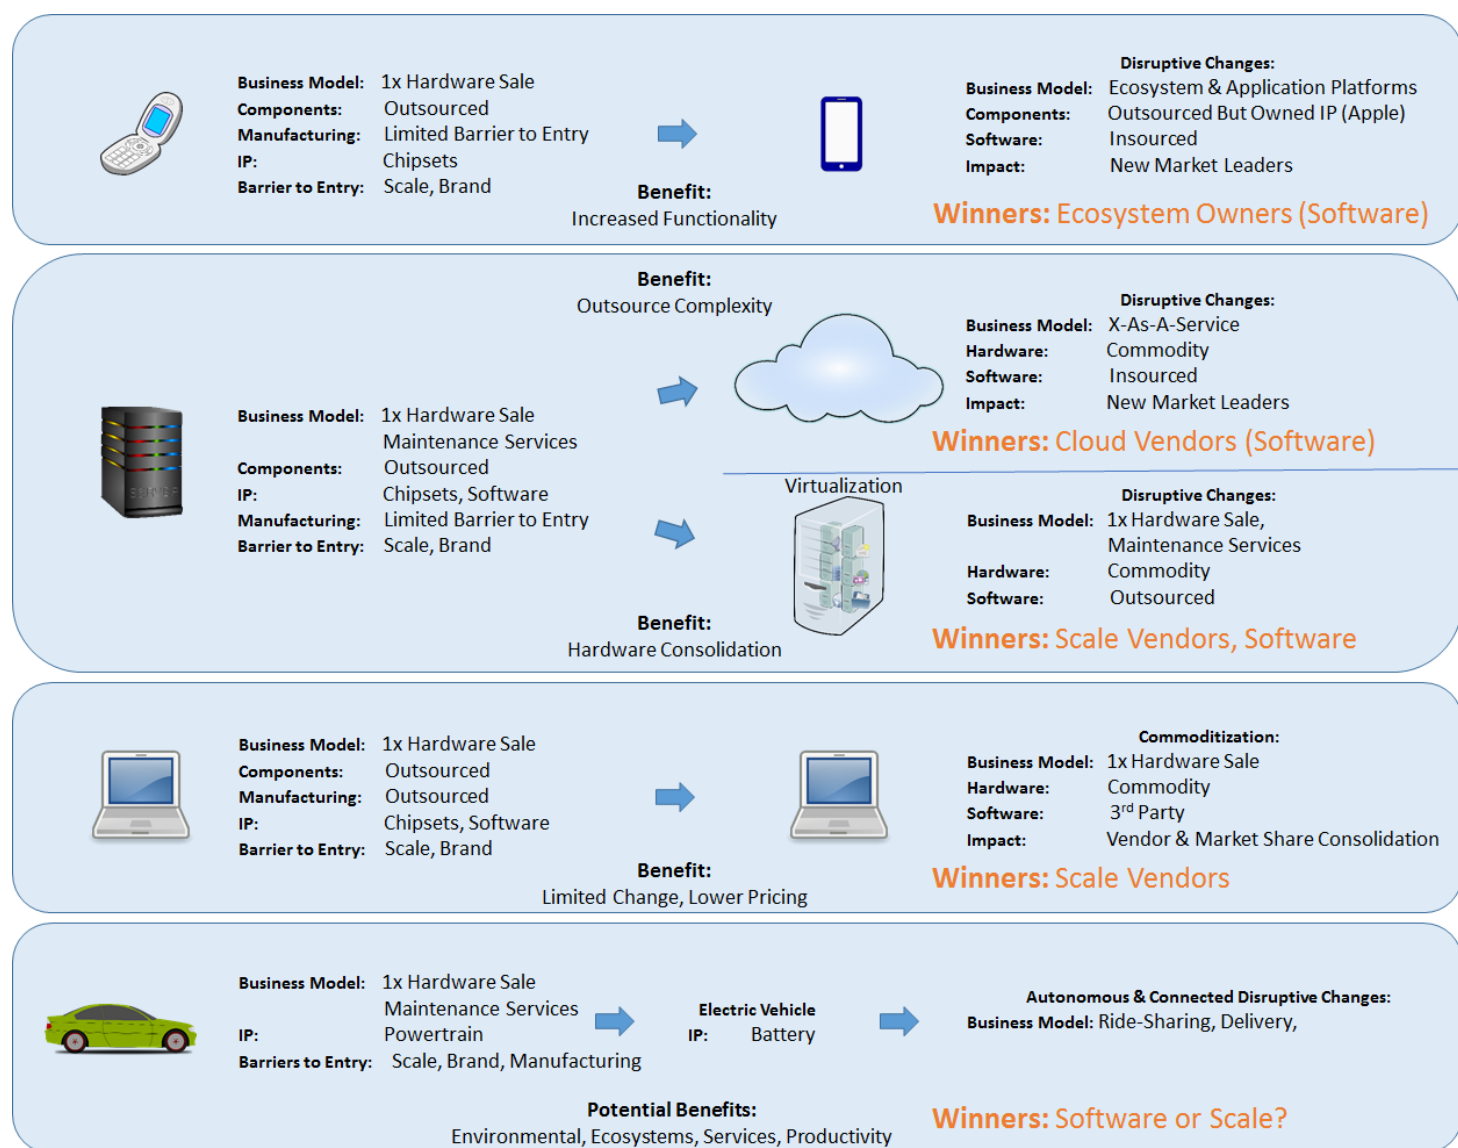 Business Model: 1x Hardware Sale
Components: Outsourced
Manufacturing: Limited Barrier to Entry
IP: Chipsets
Barrier to Entry: Scale, Brand
Benefit:
Increased Functionality
Disruptive Changes:
Business Model: Ecosystem & Application Platforms
Components: Outsourced But Owned IP (Apple)
Software: Insourced
Impact: New Market Leaders
Winners: Ecosystem Owners (Software)
Benefit:
Outsource Complexity
Business Model: 1x Hardware Sale
Maintenance Services
Components: Outsourced
IP: Chipsets, Software
Manufacturing: Limited Barrier to Entry
Barrier to Entry: Scale, Brand
Disruptive Changes:
Business Model: X-As-A-Service
Hardware: Commodity
Software: Insourced
Impact: New Market Leaders
Winners: Cloud Vendors (Software)
Virtualization
Benefit:
Hardware Consolidation
Disruptive Changes:
Business Model: 1x Hardware Sale,
Maintenance Services
Hardware: Commodity
Software: Outsourced
Winners: Scale Vendors, Software
Business Model: 1x Hardware Sale
Components: Outsourced
Manufacturing: Outsourced
IP: Chipsets, Software
Barrier to Entry: Scale, Brand
Benefit:
Limited Change, Lower Pricing
Commoditization:
Business Model: 1x Hardware Sale
Hardware: Commodity
Software: 3rd Party
Impact: Vendor & Market Share Consolidation
Winners: Scale Vendors
Business Model: 1x Hardware Sale
Maintenance Services
IP: Powertrain
Barriers to Entry: Scale, Brand, Manufacturing
Electric Vehicle
IP: Battery
Autonomous & Connected Disruptive Changes:
Business Model: Ride-Sharing, Delivery,
Potential Benefits:
Environmental, Ecosystems, Services, Productivity
Winners: Software or Scale?